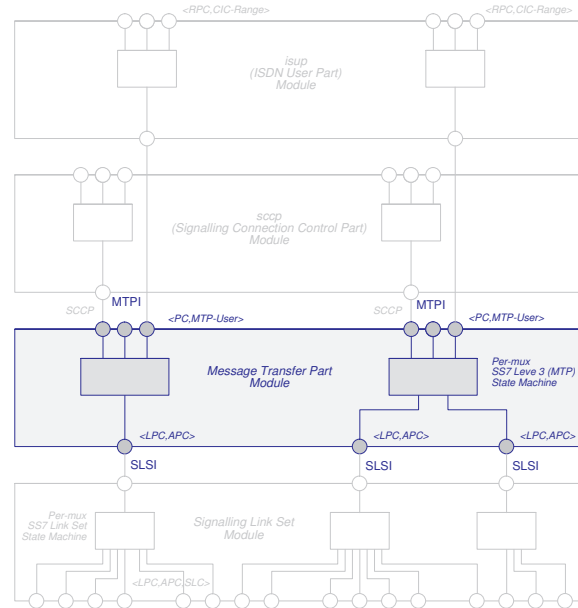 <RPC,CIC-Range>
<RPC,CIC-Range>
isup
(ISDN User Part)
Module
sccp
(Signalling Connection Control Part)
Module
SCCP
MTPI
<PC,MTP-User>
SCCP
MTPI
<PC,MTP-User>
Message Transfer Part
Module
Per-mux
SS7 Leve 3 (MTP)
State Machine
<LPC,APC>
<LPC,APC>
<LPC,APC>
SLSI
SLSI
SLSI
Per-mux
SS7 Link Set
State Machine
Signalling Link Set
Module
<LPC,APC,SLC>